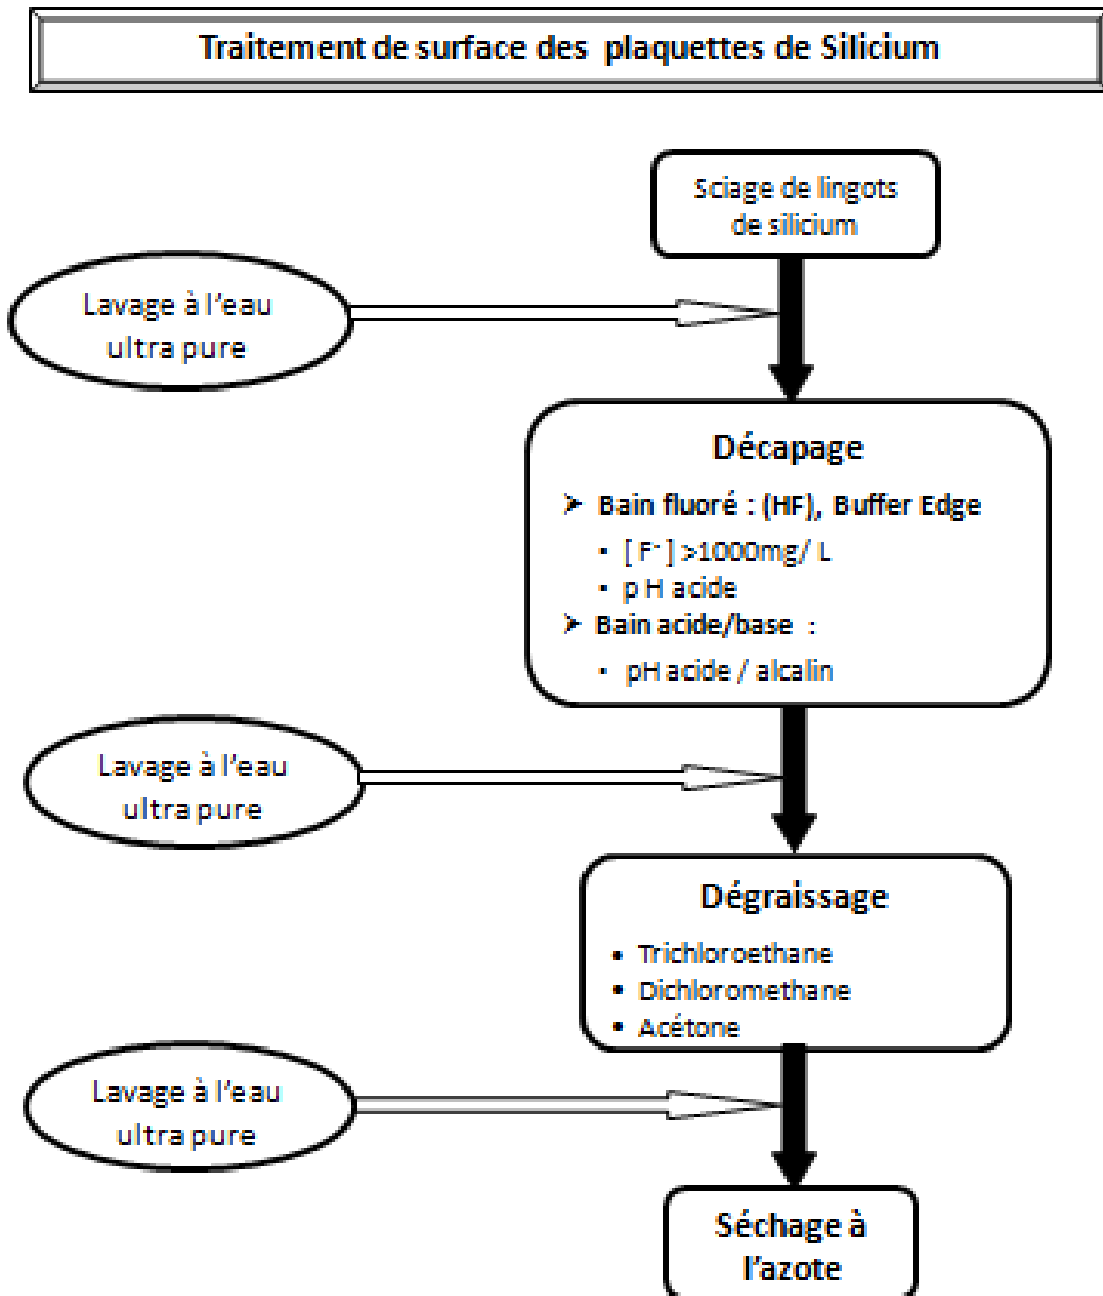 Traitement de surface des plaquettes de Silicium
Sciage de lingots
de silicium
Lavage à l'eau
ultra pure
Décapage
➤ Bain fluoré : (HF), Buffer Edge
• [ F⁻ ] >1000mg/ L
• p H acide
➤ Bain acide/base :
• pH acide / alcalin
Lavage à l'eau
ultra pure
Dégraissage
• Trichloroethane
• Dichloromethane
• Acétone
Lavage à l'eau
ultra pure
Séchage à
l'azote